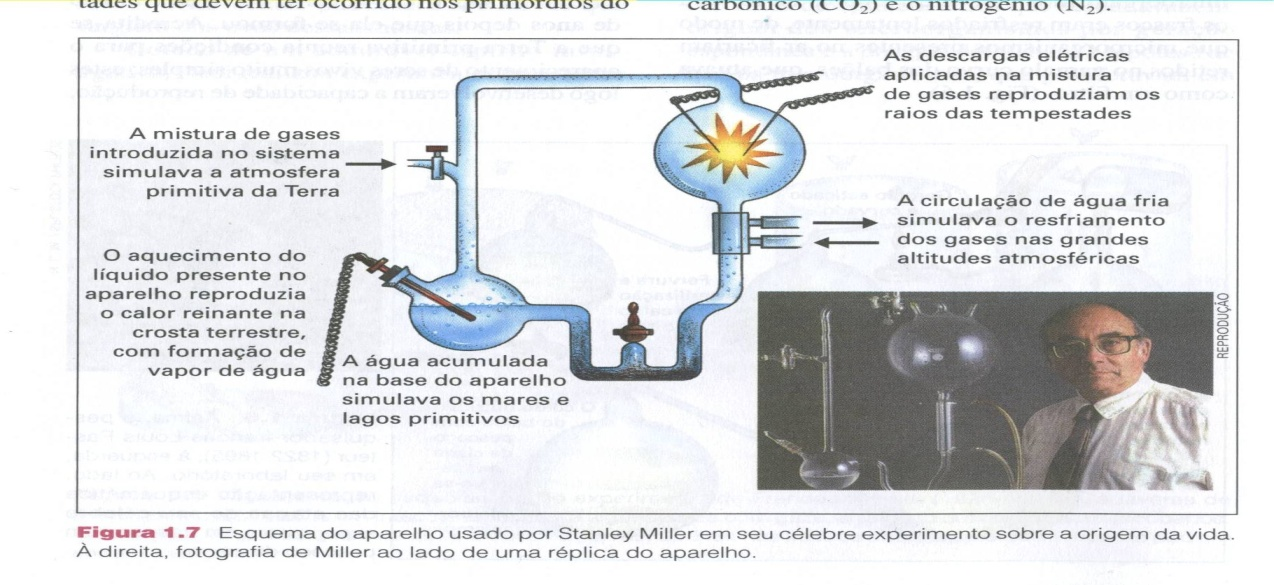 tades que devem ter ocorrido nos primórdios do
carbônico (CO₂) e o nitrogênio (N₂).
As descargas elétricas
aplicadas na mistura
de gases reproduziam os
raios das tempestades
A mistura de gases
introduzida no sistema
simulava a atmosfera
primitiva da Terra
A circulação de água fria
simulava o resfriamento
dos gases nas grandes
altitudes atmosféricas
O aquecimento do
líquido presente no
aparelho reproduzia
o calor reinante na
crosta terrestre,
com formação de
vapor de água
A água acumulada
na base do aparelho
simulava os mares e
lagos primitivos
REPRODUÇÃO
Figura 1.7 Esquema do aparelho usado por Stanley Miller em seu célebre experimento sobre a origem da vida.
À direita, fotografia de Miller ao lado de uma réplica do aparelho.